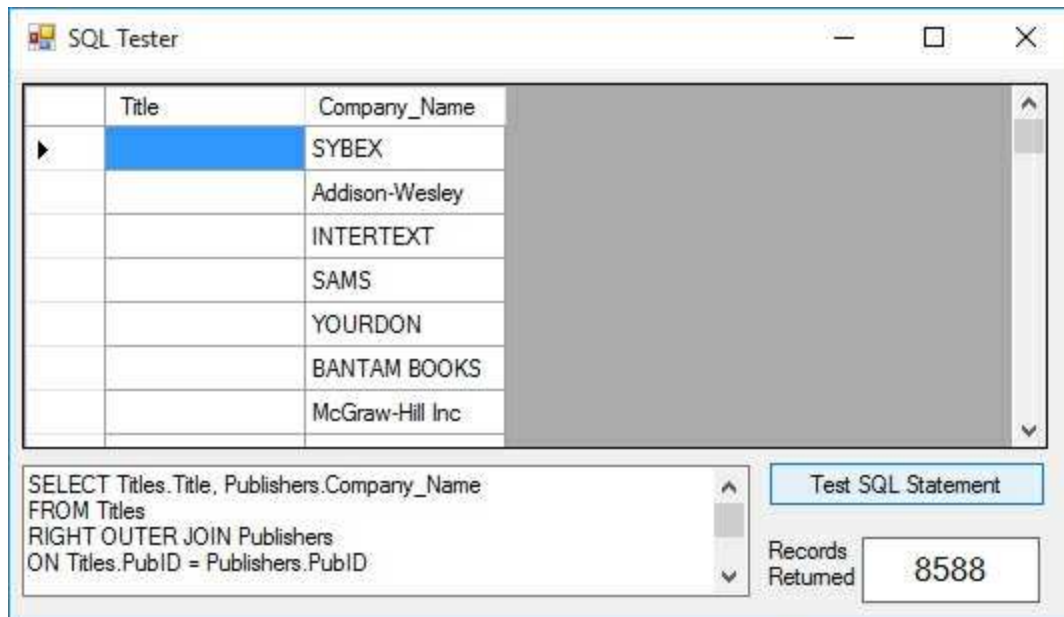 SQL Tester
Title Company_Name
SYBEX
Addison-Wesley
INTERTEXT
SAMS
YOURDON
BANTAM BOOKS
McGraw-Hill Inc
SELECT Titles.Title, Publishers.Company_Name
FROM Titles
RIGHT OUTER JOIN Publishers
ON Titles.PubID = Publishers.PubID
Test SQL Statement
Records
Returned
8588